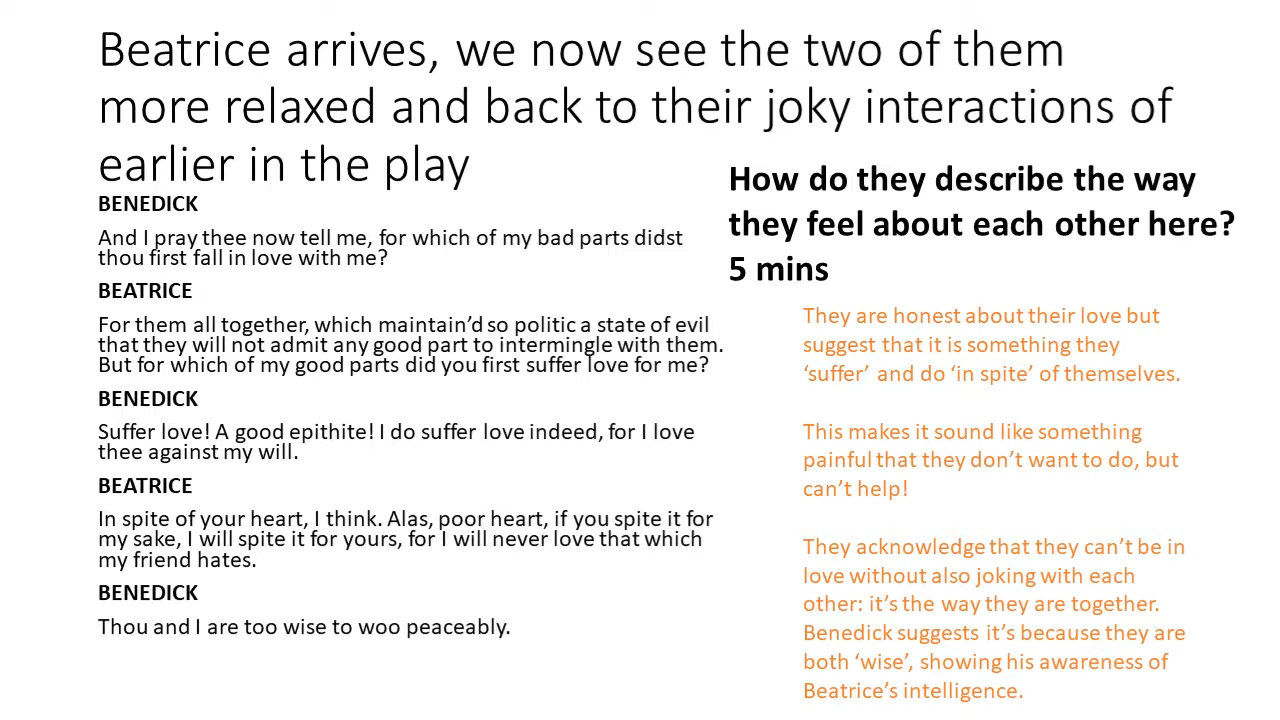 Beatrice arrives, we now see the two of them
more relaxed and back to their joky interactions of
earlier in the play
BENEDICK
And I pray thee now tell me, for which of my bad parts didst
thou first fall in love with me?
BEATRICE
For them all together, which maintain’d so politic a state of evil
that they will not admit any good part to intermingle with them.
But for which of my good parts did you first suffer love for me?
BENEDICK
Suffer love! A good epithite! I do suffer love indeed, for I love
thee against my will.
BEATRICE
In spite of your heart, I think. Alas, poor heart, if you spite it for
my sake, I will spite it for yours, for I will never love that which
my friend hates.
BENEDICK
Thou and I are too wise to woo peaceably.
How do they describe the way
they feel about each other here?
5 mins
They are honest about their love but
suggest that it is something they
‘suffer’ and do ‘in spite’ of themselves.
This makes it sound like something
painful that they don’t want to do, but
can’t help!
They acknowledge that they can’t be in
love without also joking with each
other: it’s the way they are together.
Benedick suggests it’s because they are
both ‘wise’, showing his awareness of
Beatrice’s intelligence.